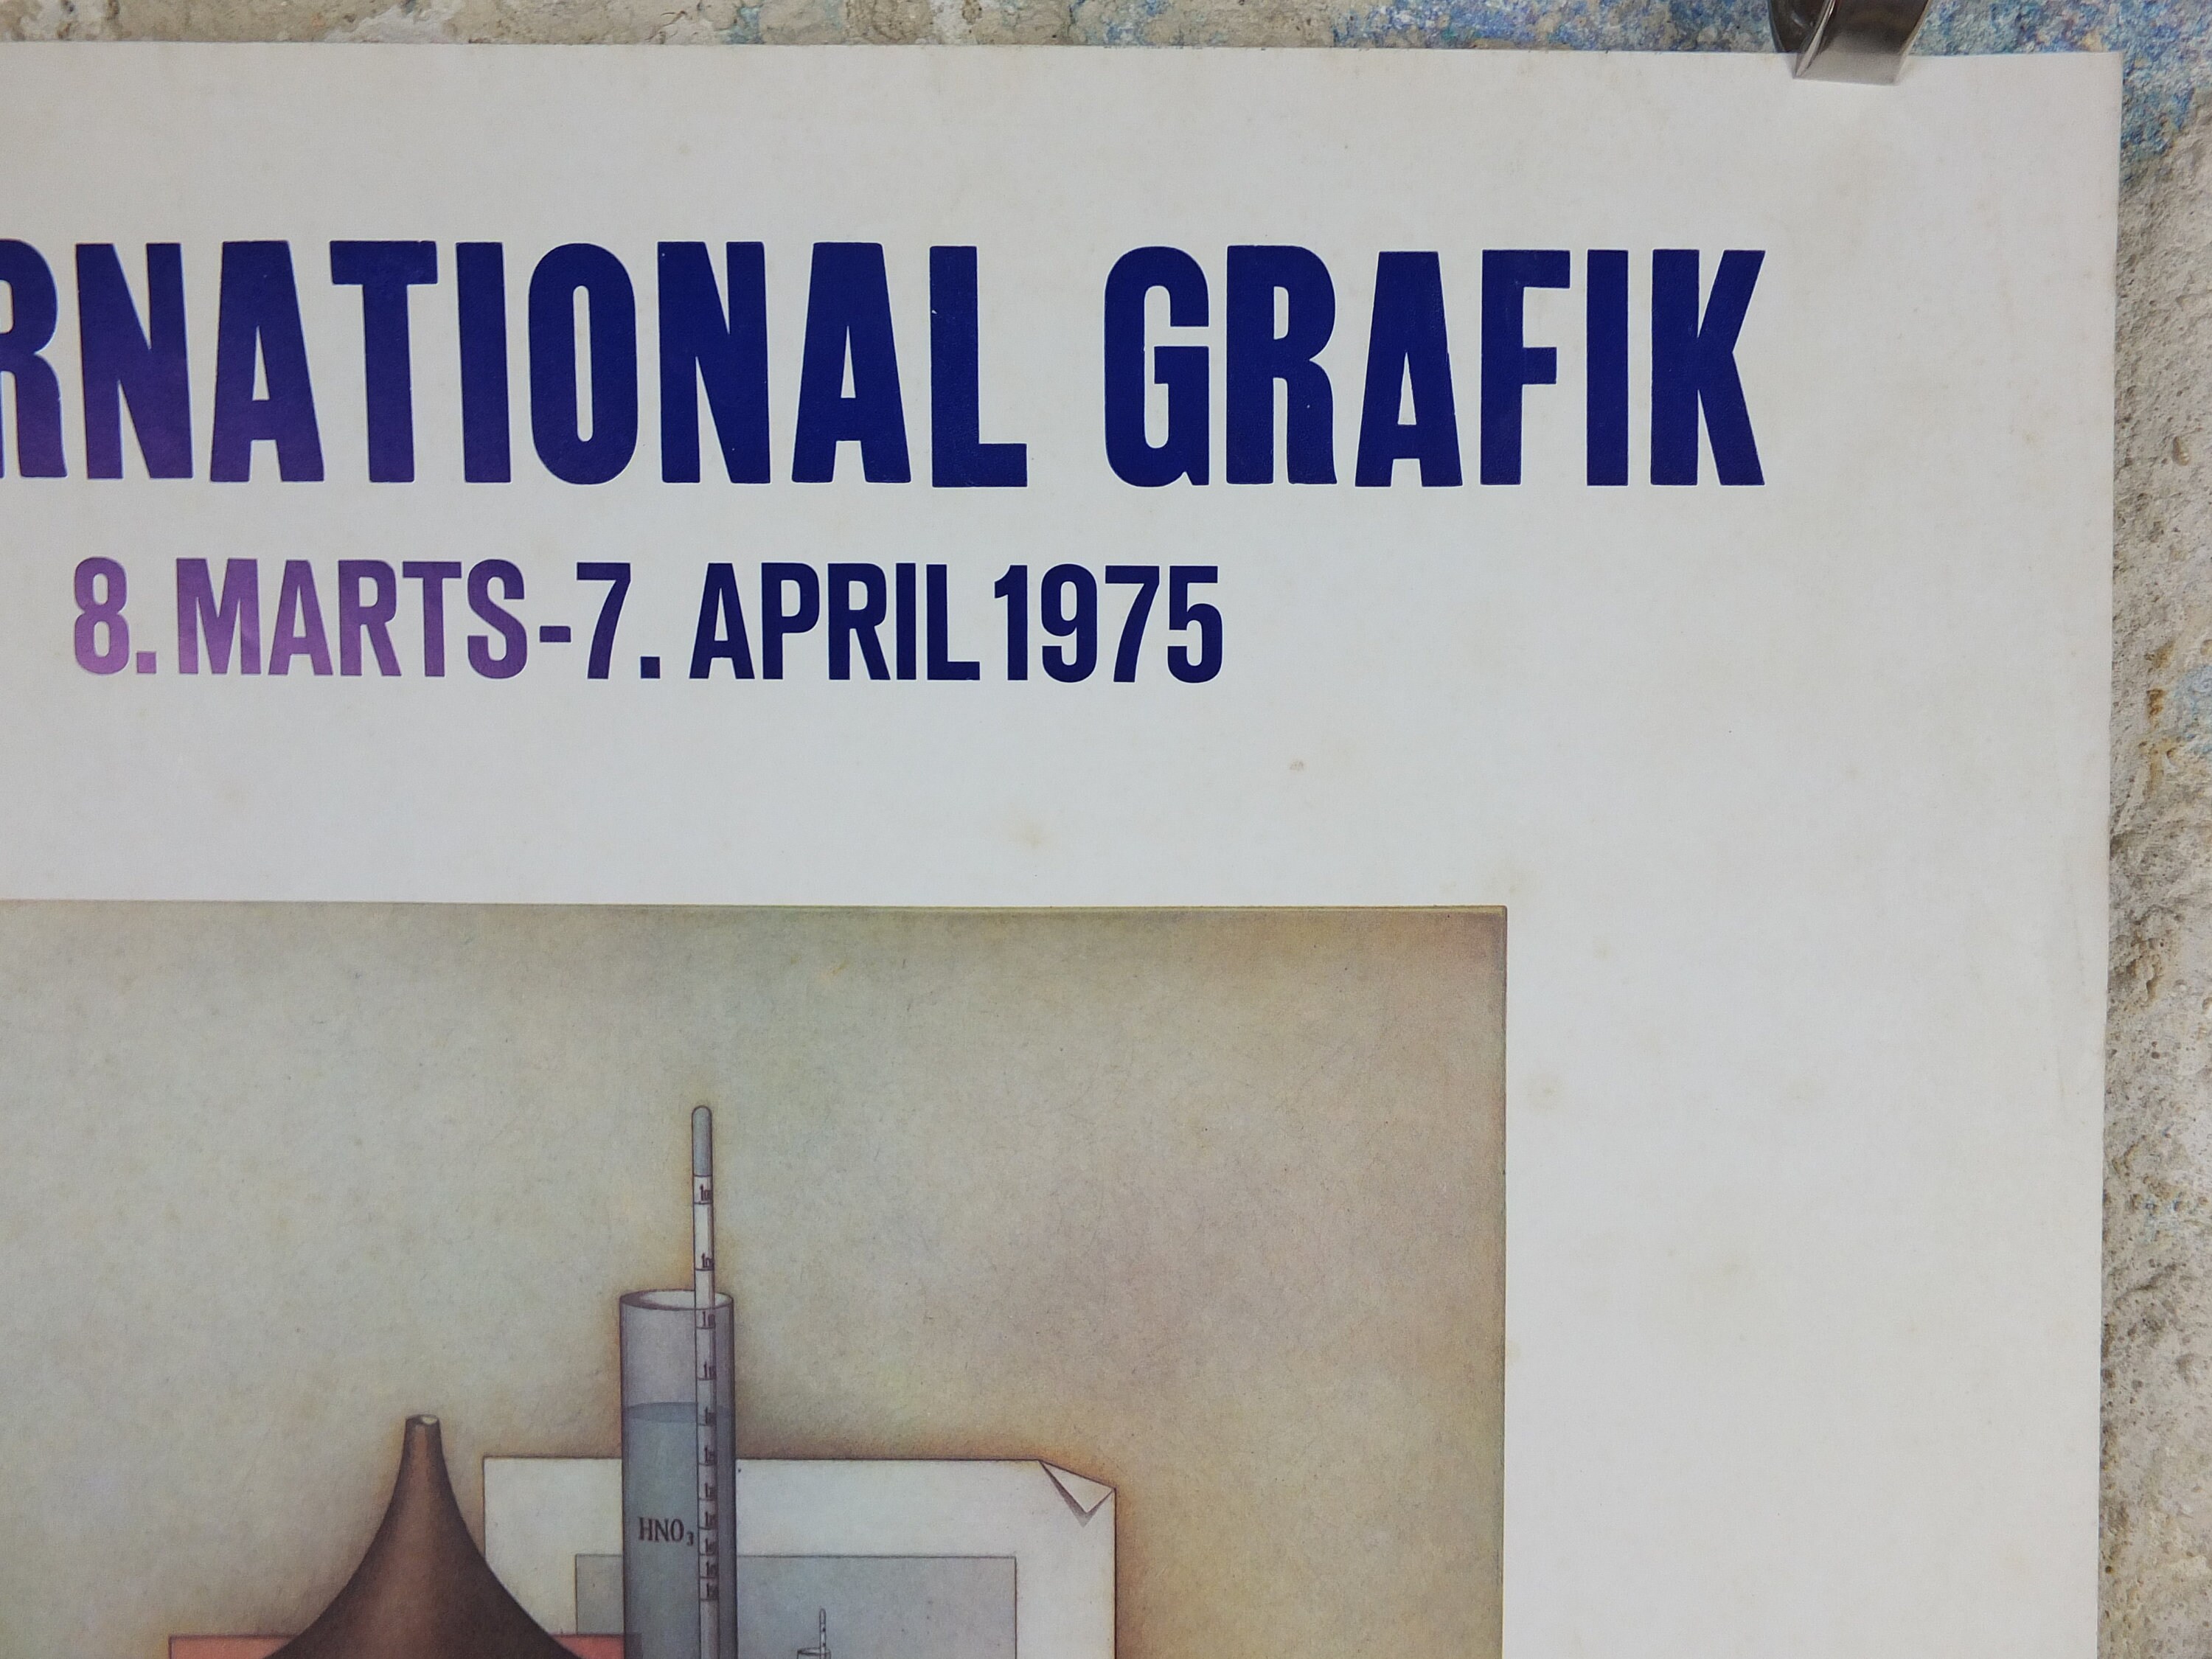 RNATIONAL GRAFIK
8. MARTS-7. APRIL 1975
HNO₃